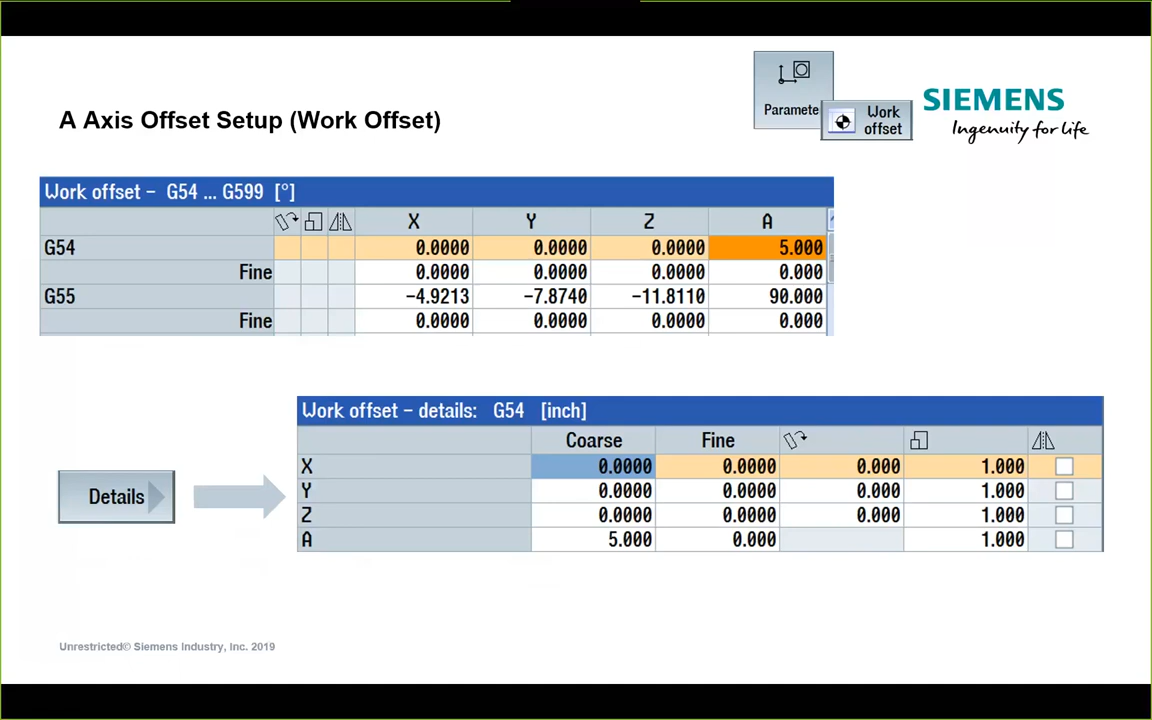 Paramete
Work
offset
SIEMENS
Ingenuity for life
A Axis Offset Setup (Work Offset)
Work offset – G54 ... G599 [°]
X Y Z A
G54 0.0000 0.0000 0.0000 5.000
Fine 0.0000 0.0000 0.0000 0.000
G55 -4.9213 -7.8740 -11.8110 90.000
Fine 0.0000 0.0000 0.0000 0.000
Details
Work offset – details: G54 [inch]
Coarse Fine
X 0.0000 0.0000 0.000 1.000
Y 0.0000 0.0000 0.000 1.000
Z 0.0000 0.0000 0.000 1.000
A 5.000 0.000 1.000
Unrestricted© Siemens Industry, Inc. 2019